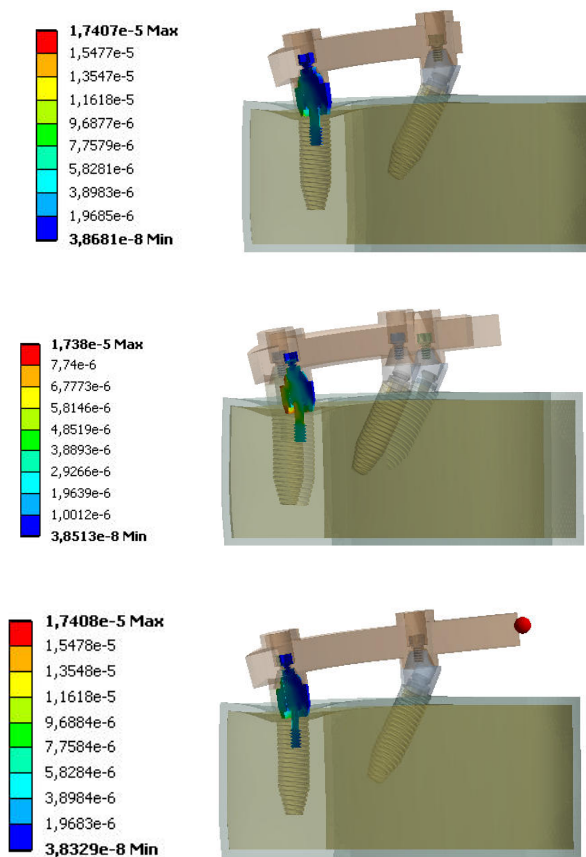 1,7407e-5 Max
1,5477e-5
1,3547e-5
1,1618e-5
9,6877e-6
7,7579e-6
5,8281e-6
3,8983e-6
1,9685e-6
3,8681e-8 Min
1,738e-5 Max
7,74e-6
6,7773e-6
5,8146e-6
4,8519e-6
3,8893e-6
2,9266e-6
1,9639e-6
1,0012e-6
3,8513e-8 Min
1,7408e-5 Max
1,5478e-5
1,3548e-5
1,1618e-5
9,6884e-6
7,7584e-6
5,8284e-6
3,8984e-6
1,9683e-6
3,8329e-8 Min